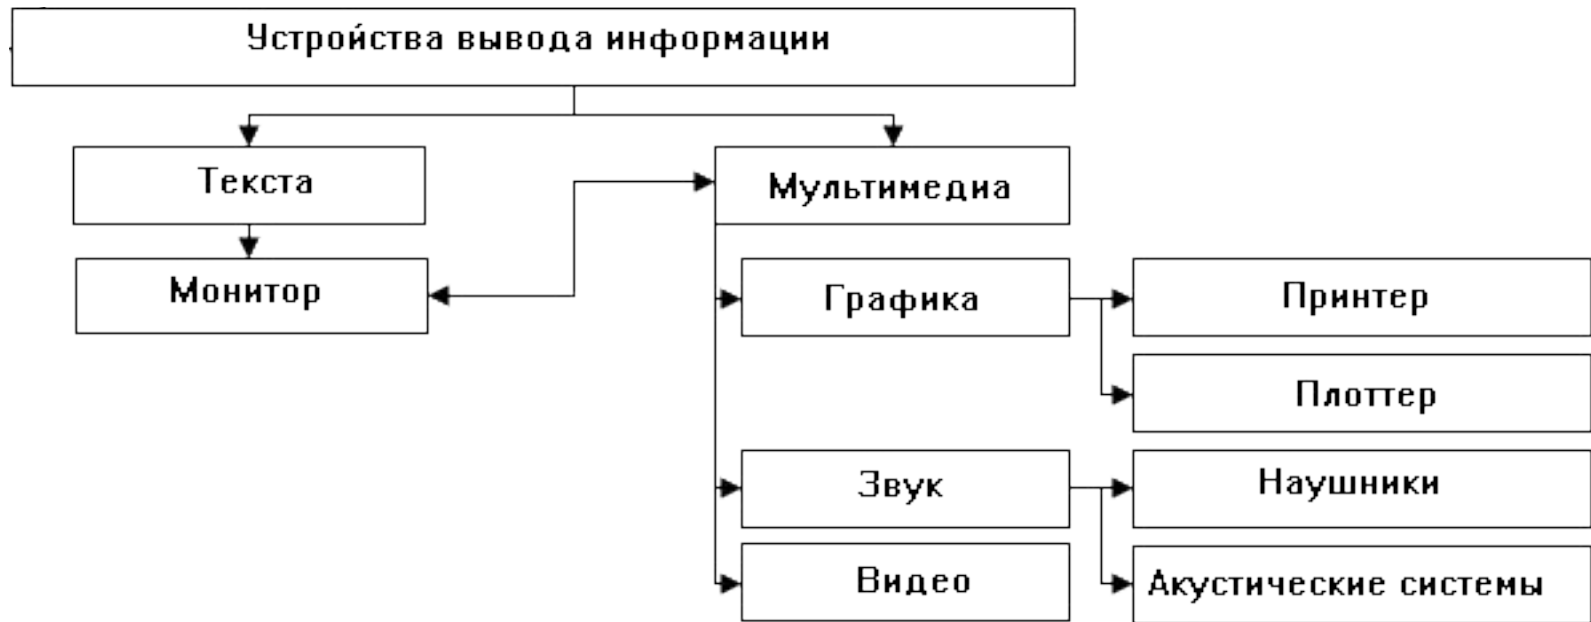 Устройства вывода информации
Текста
Мультимедиа
Монитор
Графика
Принтер
Плоттер
Звук
Наушники
Видео
Акустические системы